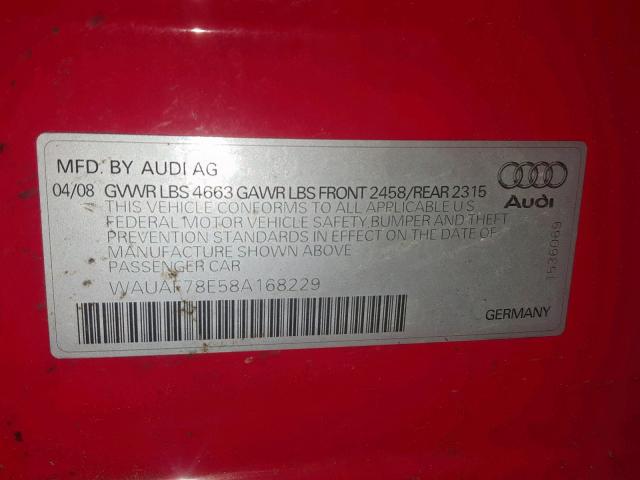 MFD. BY AUDI AG
04/08 GVWR LBS 4663 GAWR LBS FRONT 2458/REAR 2315
THIS VEHICLE CONFORMS TO ALL APPLICABLE U.S.
FEDERAL MOTOR VEHICLE SAFETY, BUMPER AND THEFT
PREVENTION STANDARDS IN EFFECT ON THE DATE OF
MANUFACTURE SHOWN ABOVE
PASSENGER CAR
WAUAF78E58A168229
Audi
1536069
GERMANY